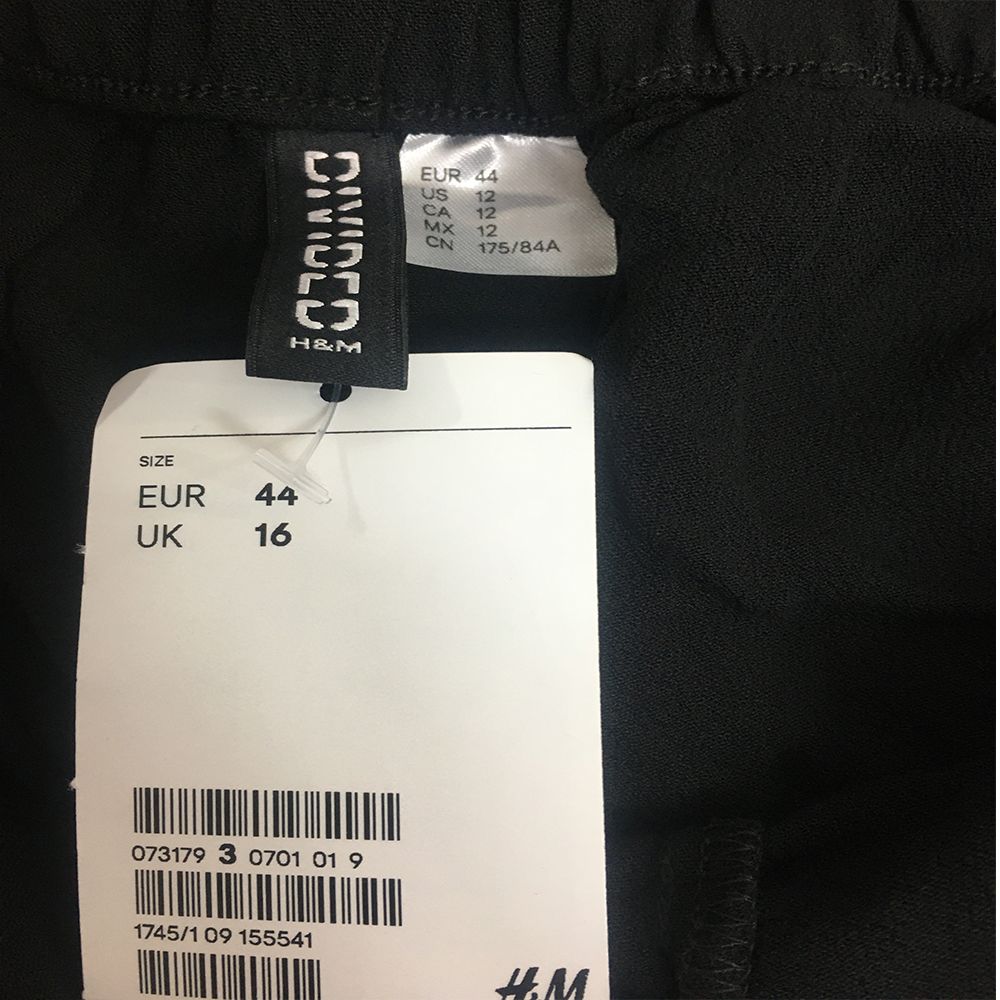 DIVIDED
H&M
EUR 44
US 12
CA 12
MX 12
CN 175/84A
SIZE
EUR 44
UK 16
073179 3 0701 01 9
1745/1 09 155541
H&M